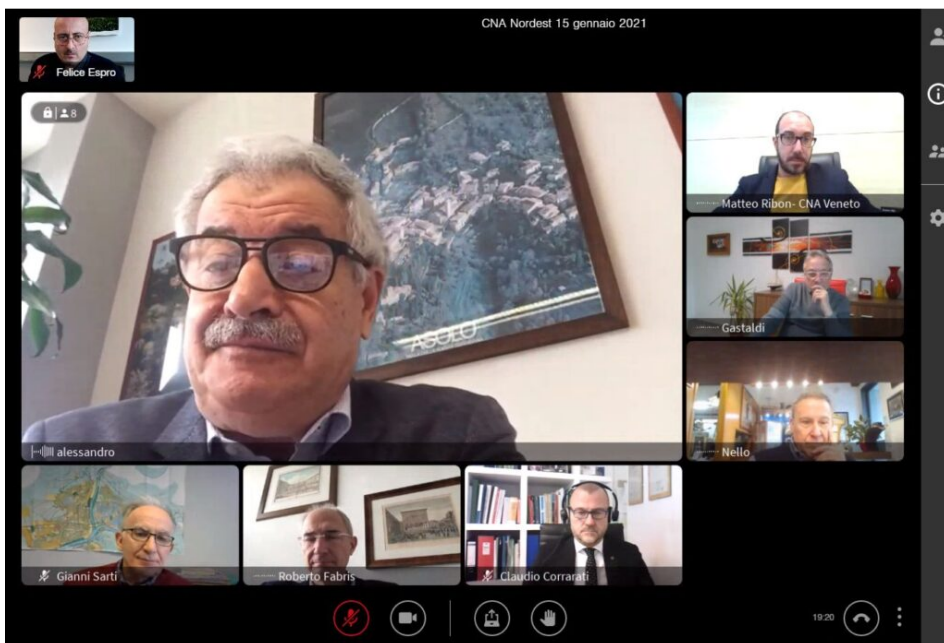 CNA Nordest 15 gennaio 2021
Felice Espro
8
Matteo Ribon- CNA Veneto
Gastaldi
ASOLO
alessandro
Nello
Gianni Sarti
Roberto Fabris
Claudio Corrarati
19:20